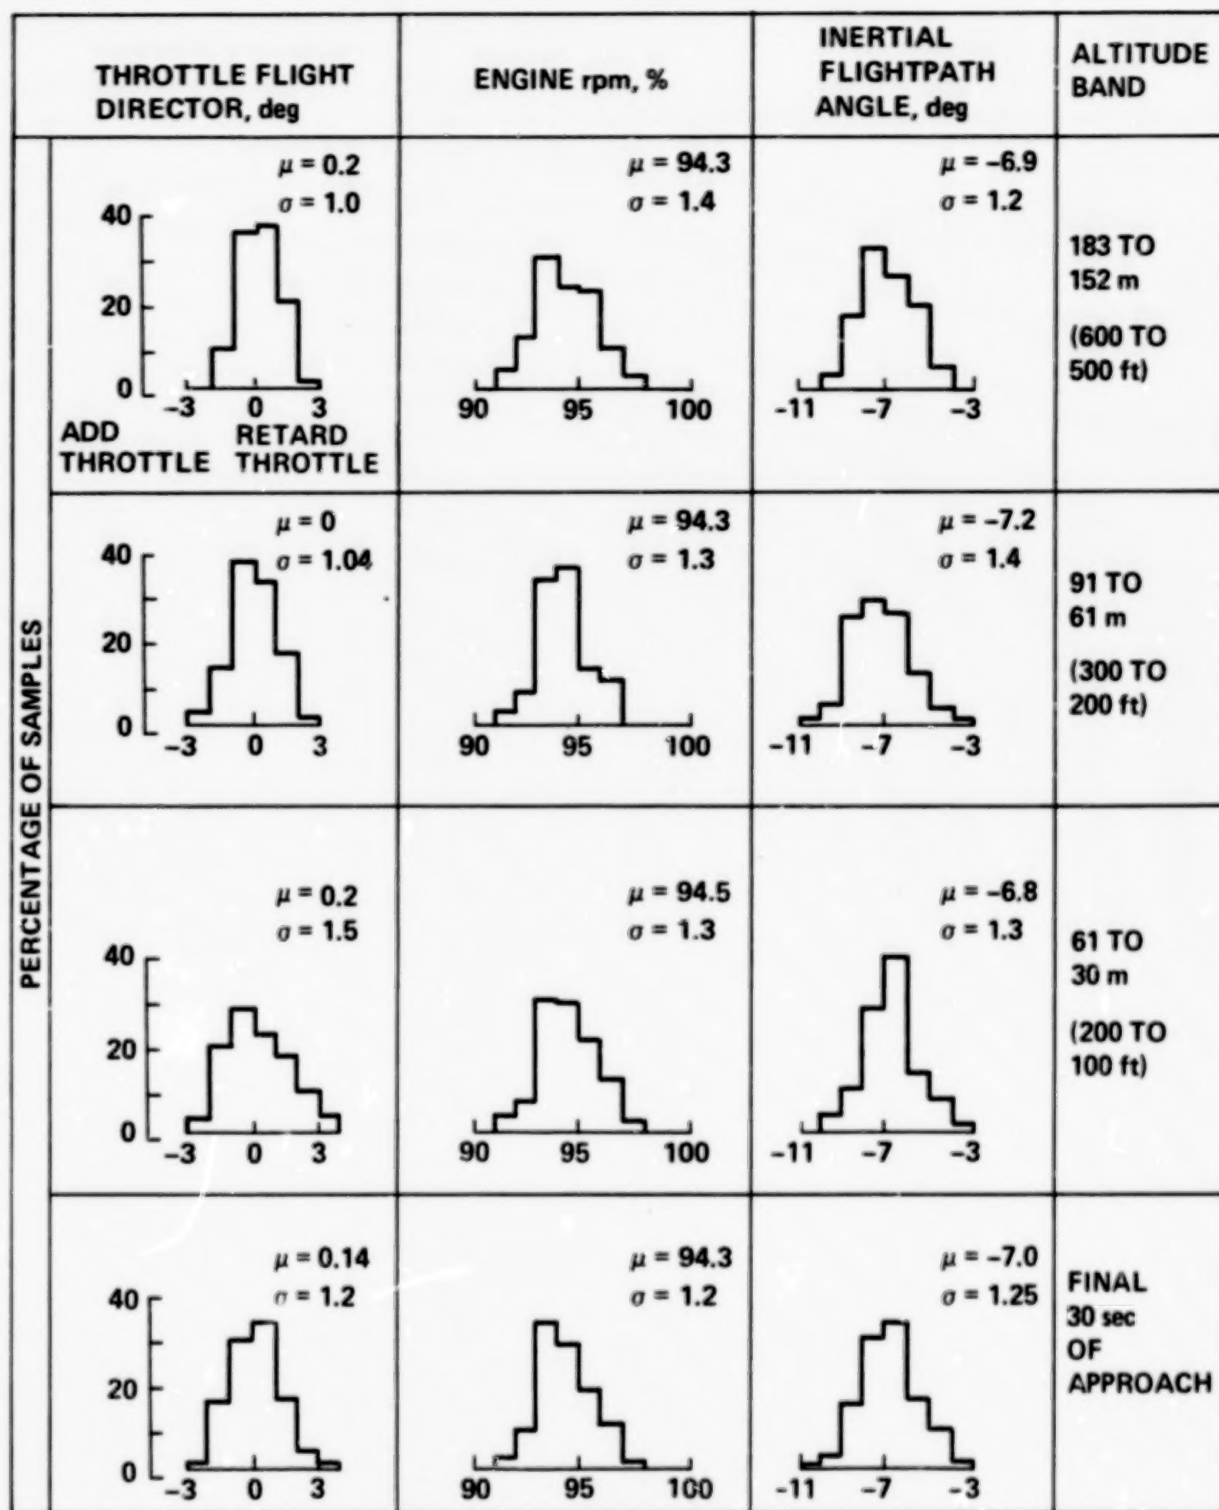 THROTTLE FLIGHT
DIRECTOR, deg
ENGINE rpm, %
INERTIAL
FLIGHTPATH
ANGLE, deg
ALTITUDE
BAND
PERCENTAGE OF SAMPLES
μ = 0.2
σ = 1.0
40
20
0
-3 0 3
ADD RETARD
THROTTLE THROTTLE
μ = 94.3
σ = 1.4
90 95 100
μ = -6.9
σ = 1.2
-11 -7 -3
183 TO
152 m
(600 TO
500 ft)
μ = 0
σ = 1.04
40
20
0
-3 0 3
μ = 94.3
σ = 1.3
90 95 100
μ = -7.2
σ = 1.4
-11 -7 -3
91 TO
61 m
(300 TO
200 ft)
μ = 0.2
σ = 1.5
40
20
0
-3 0 3
μ = 94.5
σ = 1.3
90 95 100
μ = -6.8
σ = 1.3
-11 -7 -3
61 TO
30 m
(200 TO
100 ft)
μ = 0.14
σ = 1.2
40
20
0
-3 0 3
μ = 94.3
σ = 1.2
90 95 100
μ = -7.0
σ = 1.25
-11 -7 -3
FINAL
30 sec
OF
APPROACH